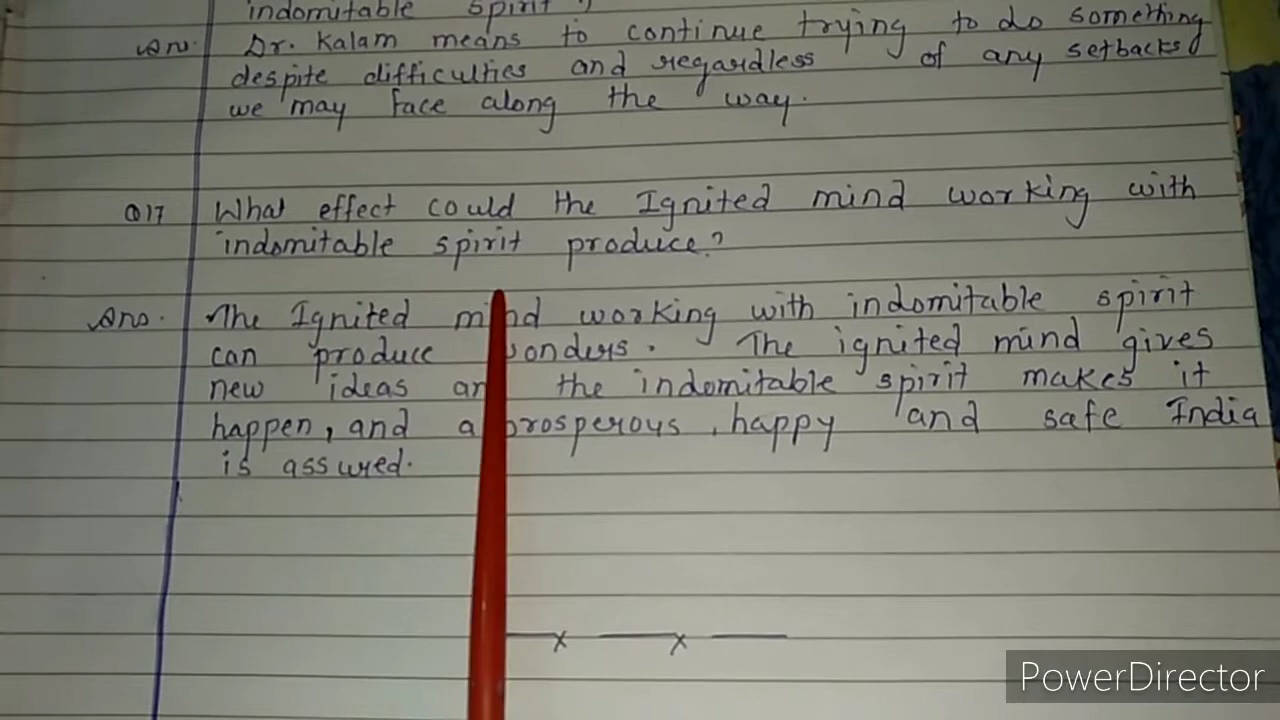 indomitable spirit?
Ans. Dr. Kalam means to continue trying to do something
despite difficulties and regardless of any setbacks
we may face along the way.
Q17 What effect could the Ignited mind working with
indomitable spirit produce?
Ans. The Ignited mind working with indomitable spirit
can produce wonders. The ignited mind gives
new ideas and the indomitable spirit makes it
happen, and a prosperous, happy and safe India
is assured.
PowerDirector